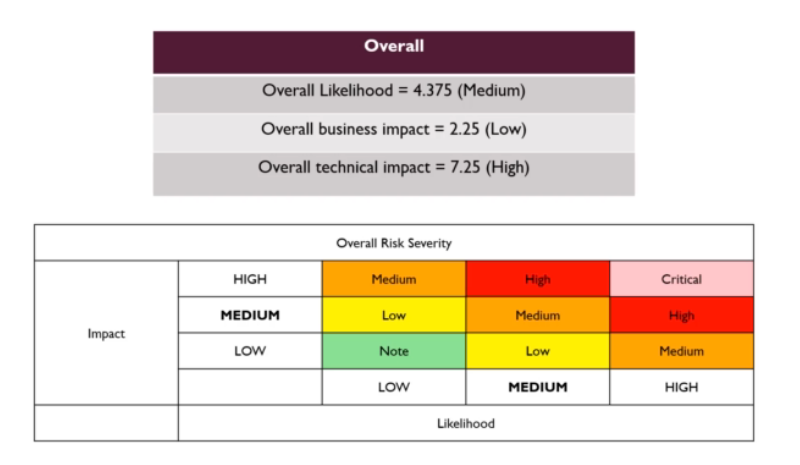 Overall
Overall Likelihood = 4.375 (Medium)
Overall business impact = 2.25 (Low)
Overall technical impact = 7.25 (High)
Overall Risk Severity
HIGH Medium High Critical
MEDIUM Low Medium High
Impact
LOW Note Low Medium
LOW MEDIUM HIGH
Likelihood